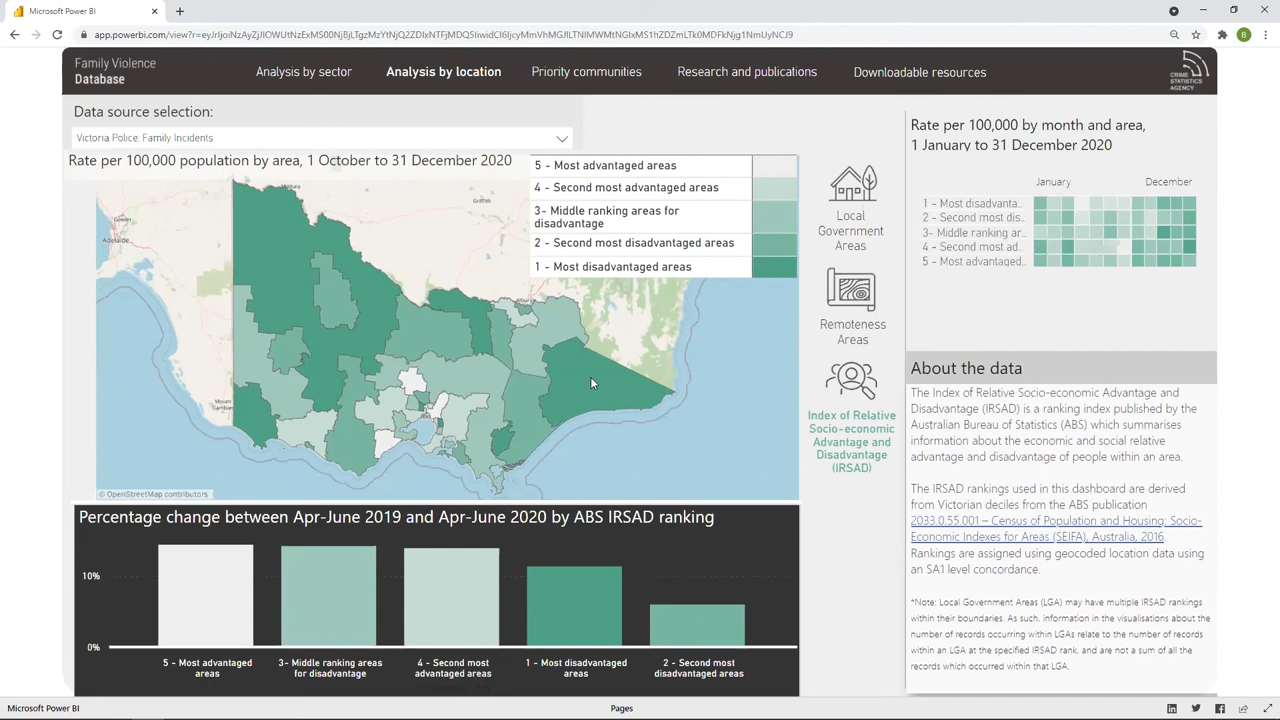 Microsoft Power BI
Family Violence
Database
Analysis by sector
Analysis by location
Priority communities
Research and publications
Downloadable resources
CRIME
STATISTICS
AGENCY
Data source selection:
Victoria Police: Family Incidents
Rate per 100,000 population by area, 1 October to 31 December 2020
5 - Most advantaged areas
4 - Second most advantaged areas
3- Middle ranking areas for
disadvantage
2 - Second most disadvantaged areas
1 - Most disadvantaged areas
Mildura
Griffith
Gawler
Adelaide
Albury
Mount
Gambier
© OpenStreetMap contributors
Local
Government
Areas
Remoteness
Areas
Index of Relative
Socio-economic
Advantage and
Disadvantage
(IRSAD)
Rate per 100,000 by month and area,
1 January to 31 December 2020
January
December
1 - Most disadvanta...
2 - Second most dis...
3- Middle ranking ar...
4 - Second most ad...
5 - Most advantaged...
About the data
The Index of Relative Socio-economic Advantage and
Disadvantage (IRSAD) is a ranking index published by the
Australian Bureau of Statistics (ABS) which summarises
information about the economic and social relative
advantage and disadvantage of people within an area.
The IRSAD rankings used in this dashboard are derived
from Victorian deciles from the ABS publication
2033.0.55.001 – Census of Population and Housing: Socio-
Economic Indexes for Areas (SEIFA), Australia, 2016.
Rankings are assigned using geocoded location data using
an SA1 level concordance.
*Note: Local Government Areas (LGA) may have multiple IRSAD rankings
within their boundaries. As such, information in the visualisations about the
number of records occurring within LGAs relate to the number of records
within an LGA at the specified IRSAD rank, and are not a sum of all the
records which occurred within that LGA.
Percentage change between Apr-June 2019 and Apr-June 2020 by ABS IRSAD ranking
10%
0%
5 - Most advantaged
areas
3- Middle ranking areas
for disadvantage
4 - Second most
advantaged areas
1 - Most disadvantaged
areas
2 - Second most
disadvantaged areas
Microsoft Power BI
Pages